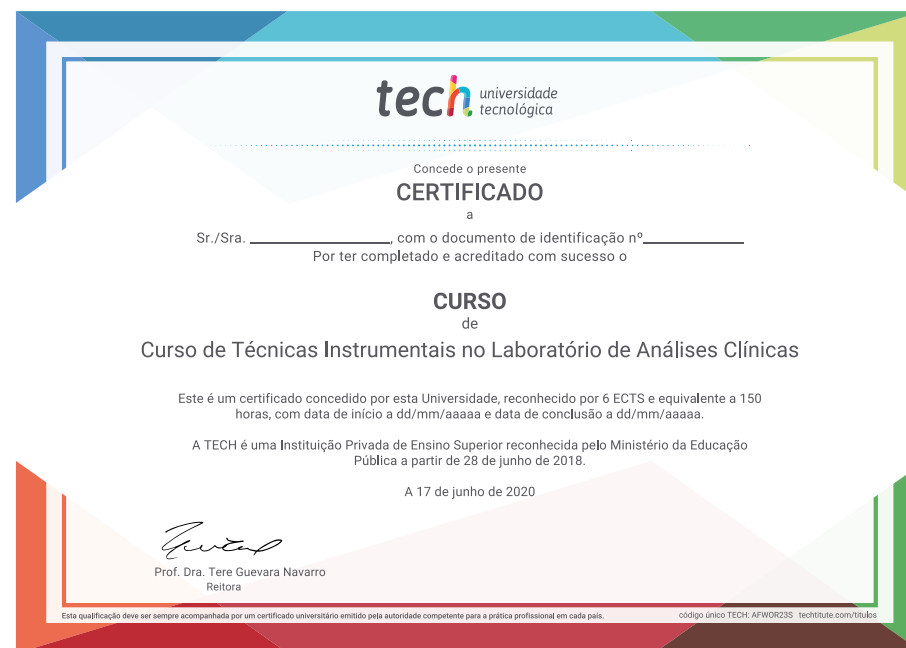 tech universidade
tecnológica
Concede o presente
CERTIFICADO
a
Sr./Sra. ____________________, com o documento de identificação nº______________
Por ter completado e acreditado com sucesso o
CURSO
de
Curso de Técnicas Instrumentais no Laboratório de Análises Clínicas
Este é um certificado concedido por esta Universidade, reconhecido por 6 ECTS e equivalente a 150
horas, com data de início a dd/mm/aaaaa e data de conclusão a dd/mm/aaaaa.
A TECH é uma Instituição Privada de Ensino Superior reconhecida pelo Ministério da Educação
Pública a partir de 28 de junho de 2018.
A 17 de junho de 2020
Prof. Dra. Tere Guevara Navarro
Reitora
Esta qualificação deve ser sempre acompanhada por um certificado universitário emitido pela autoridade competente para a prática profissional em cada país.
código único TECH: AFWOR23S techtitute.com/titulos